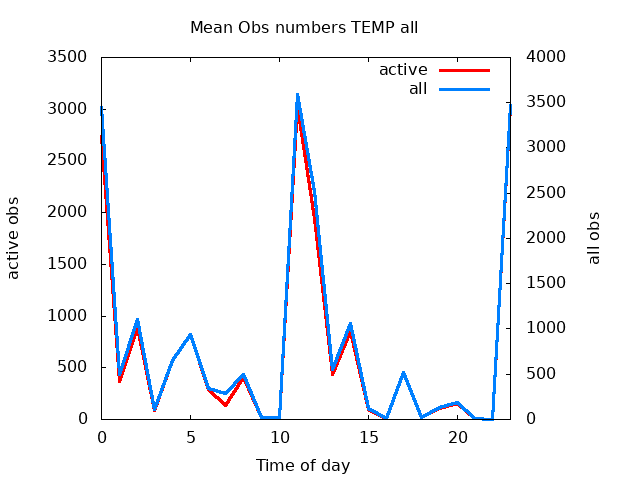 Mean Obs numbers TEMP all
active
all
3500
3000
2500
2000
1500
1000
500
0
active obs
4000
3500
3000
2500
2000
1500
1000
500
0
all obs
0 5 10 15 20
Time of day